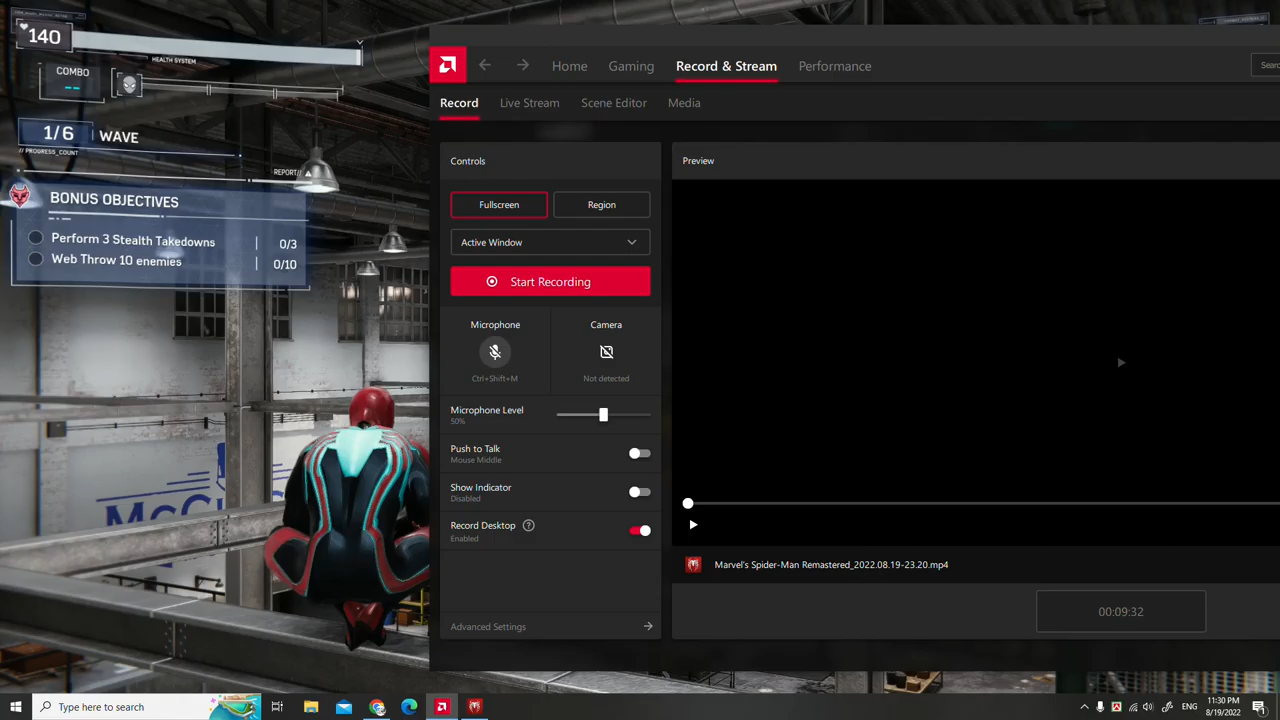 140
HEALTH SYSTEM
COMBO
1/6 WAVE
// PROGRESS_COUNT
REPORT//
BONUS OBJECTIVES
Perform 3 Stealth Takedowns 0/3
Web Throw 10 enemies 0/10
Home Gaming Record & Stream Performance
Sear
Record Live Stream Scene Editor Media
Controls
Fullscreen Region
Active Window
Start Recording
Microphone Camera
Ctrl+Shift+M Not detected
Microphone Level
50%
Push to Talk
Mouse Middle
Show Indicator
Disabled
Record Desktop ?
Enabled
Advanced Settings
Preview
Marvel's Spider-Man Remastered_2022.08.19-23.20.mp4
00:09:32
Type here to search
ENG
11:30 PM
8/19/2022
1